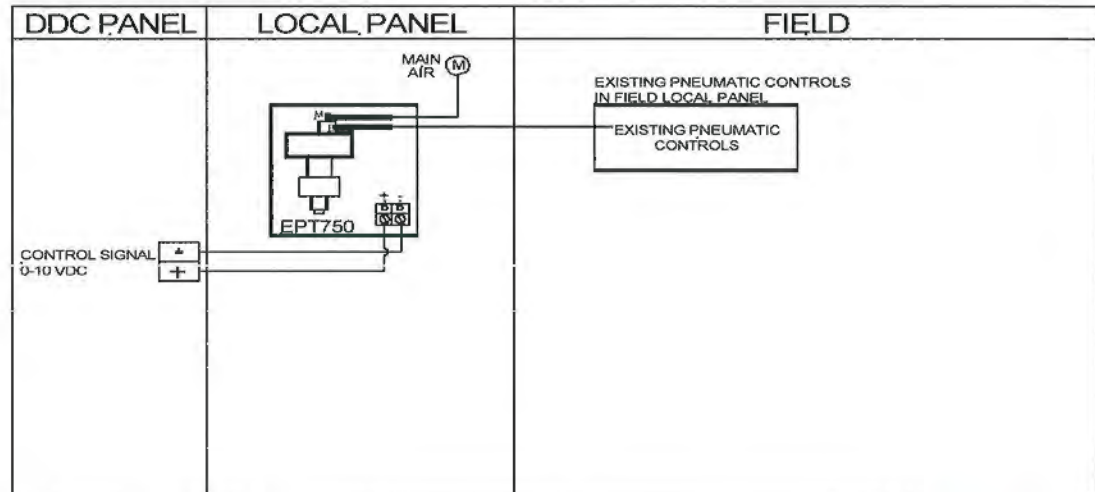 DDC PANEL
LOCAL PANEL
FIELD
MAIN
AIR
M
EXISTING PNEUMATIC CONTROLS
IN FIELD LOCAL PANEL
M
EXISTING PNEUMATIC
CONTROLS
+ -
EPT750
CONTROL SIGNAL
0-10 VDC
-
+